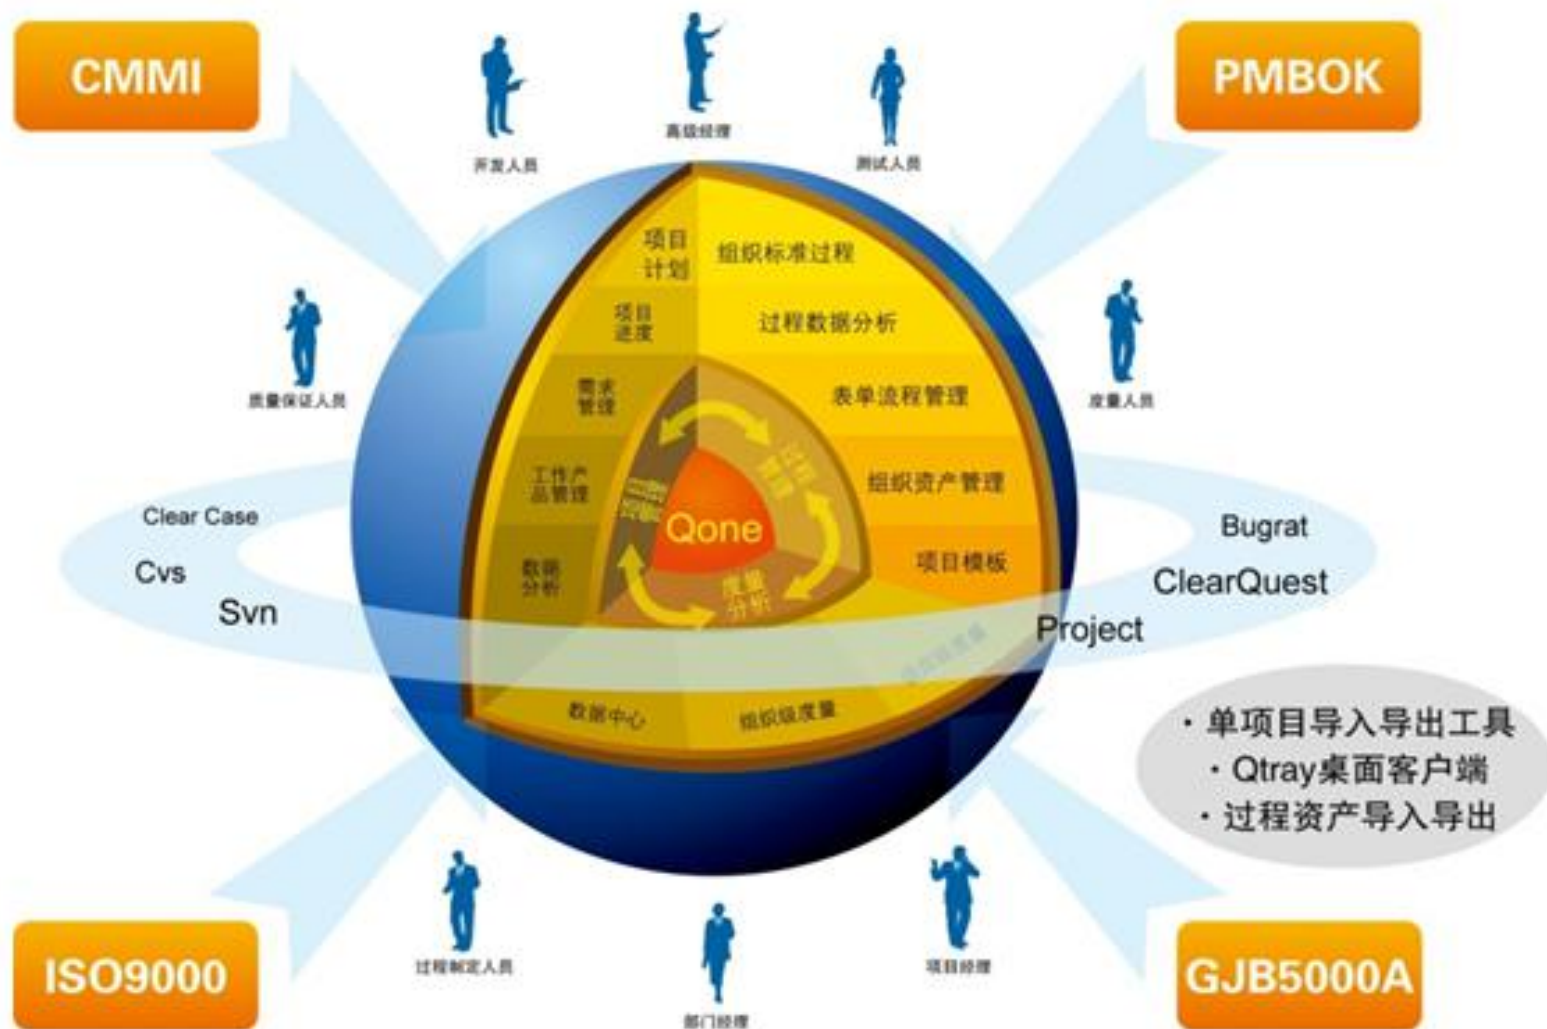 CMMI
PMBOK
开发人员
高级经理
测试人员
项目
计划
组织标准过程
项目
进度
过程数据分析
质量保证人员
度量人员
需求
管理
表单流程管理
工作产
品管理
组织资产管理
Qone
数据
分析
项目模板
度量
分析
Clear Case
Cvs
Svn
Bugrat
ClearQuest
Project
数据中心
组织级度量
·单项目导入导出工具
·Qtray桌面客户端
·过程资产导入导出
过程制定人员
部门经理
项目经理
ISO9000
GJB5000A